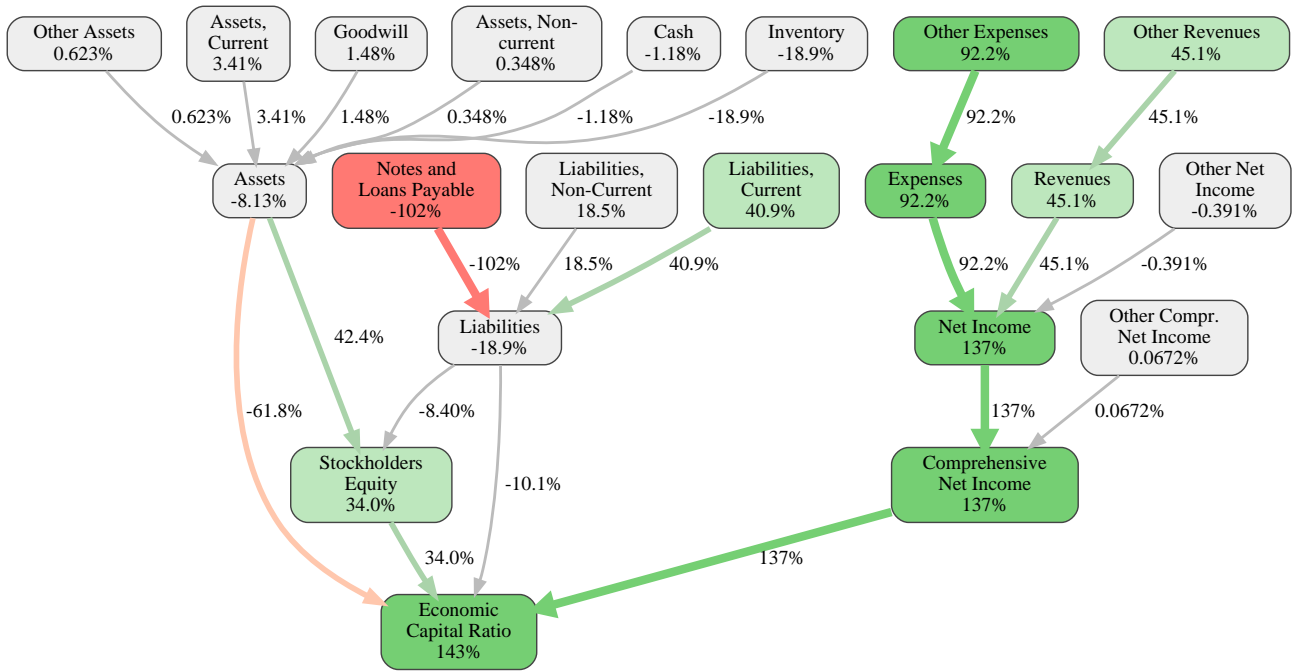 Other Assets
0.623%
Assets,
Current
3.41%
Goodwill
1.48%
Assets, Non-
current
0.348%
Cash
-1.18%
Inventory
-18.9%
Other Expenses
92.2%
Other Revenues
45.1%
0.623%
3.41%
1.48%
0.348%
-1.18%
-18.9%
92.2%
45.1%
Assets
-8.13%
Notes and
Loans Payable
-102%
Liabilities,
Non-Current
18.5%
Liabilities,
Current
40.9%
Expenses
92.2%
Revenues
45.1%
Other Net
Income
-0.391%
-102%
18.5%
40.9%
92.2%
45.1%
-0.391%
42.4%
Liabilities
-18.9%
Net Income
137%
Other Compr.
Net Income
0.0672%
-61.8%
-8.40%
137%
0.0672%
Stockholders
Equity
34.0%
-10.1%
Comprehensive
Net Income
137%
34.0%
137%
Economic
Capital Ratio
143%